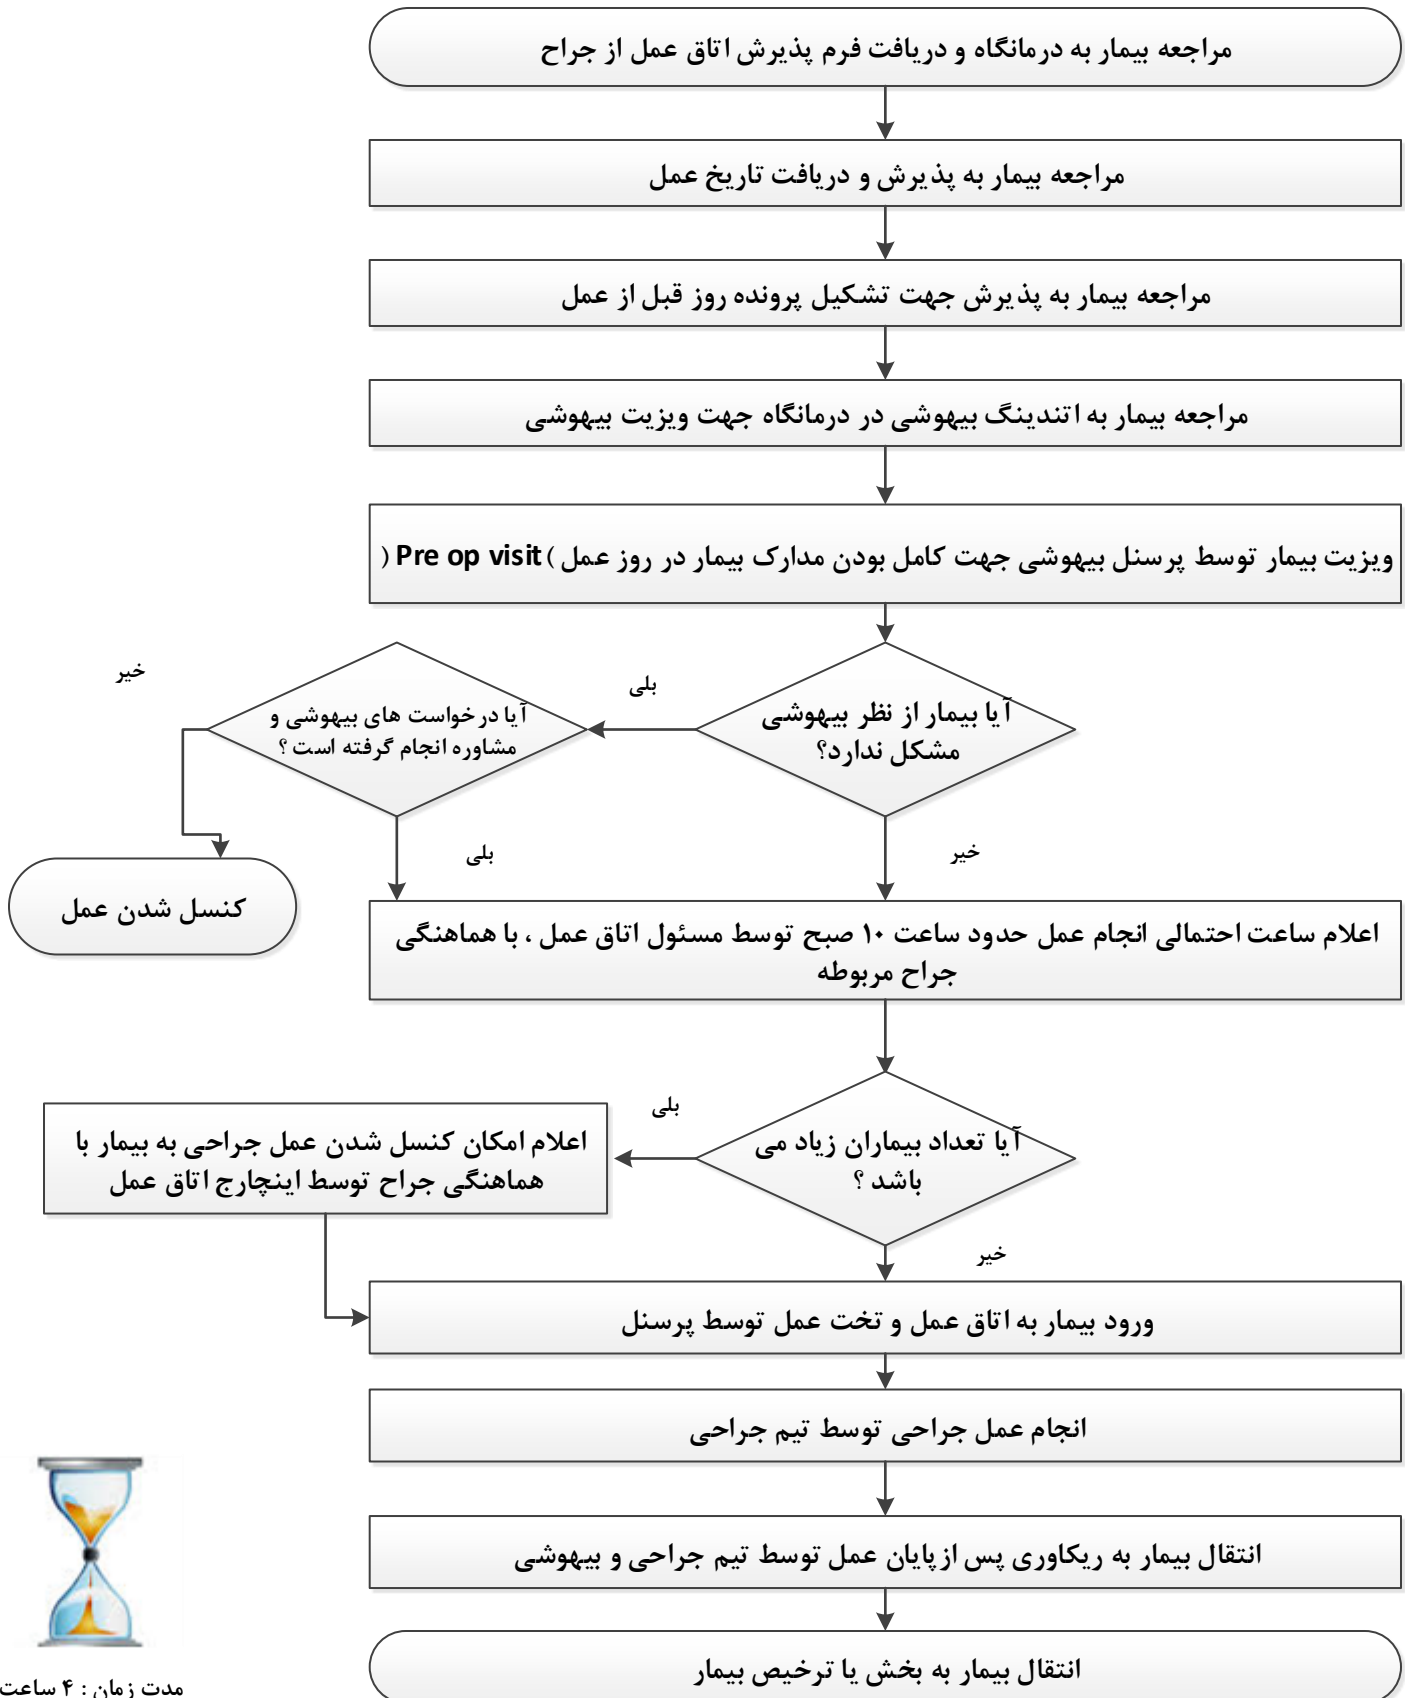 مراجعه بیمار به درمانگاه و دریافت فرم پذیرش اتاق عمل از جراح
مراجعه بیمار به پذیرش و دریافت تاریخ عمل
مراجعه بیمار به پذیرش جهت تشکیل پرونده روز قبل از عمل
مراجعه بیمار به اتندینگ بیهوشی در درمانگاه جهت ویزیت بیهوشی
ویزیت بیمار توسط پرسنل بیهوشی جهت کامل بودن مدارک بیمار در روز عمل )Pre op visit (
آیا بیمار از نظر بیهوشی
مشکل ندارد؟
بلی
آیا درخواست های بیهوشی و
مشاوره انجام گرفته است ؟
خیر
خیر
بلی
کنسل شدن عمل
اعلام ساعت احتمالی انجام عمل حدود ساعت ۱۰ صبح توسط مسئول اتاق عمل ، با هماهنگی
جراح مربوطه
آیا تعداد بیماران زیاد می
باشد ؟
بلی
اعلام امکان کنسل شدن عمل جراحی به بیمار با
هماهنگی جراح توسط اینچارج اتاق عمل
خیر
ورود بیمار به اتاق عمل و تخت عمل توسط پرسنل
انجام عمل جراحی توسط تیم جراحی
انتقال بیمار به ریکاوری پس از پایان عمل توسط تیم جراحی و بیهوشی
انتقال بیمار به بخش یا ترخیص بیمار
مدت زمان : ۴ ساعت